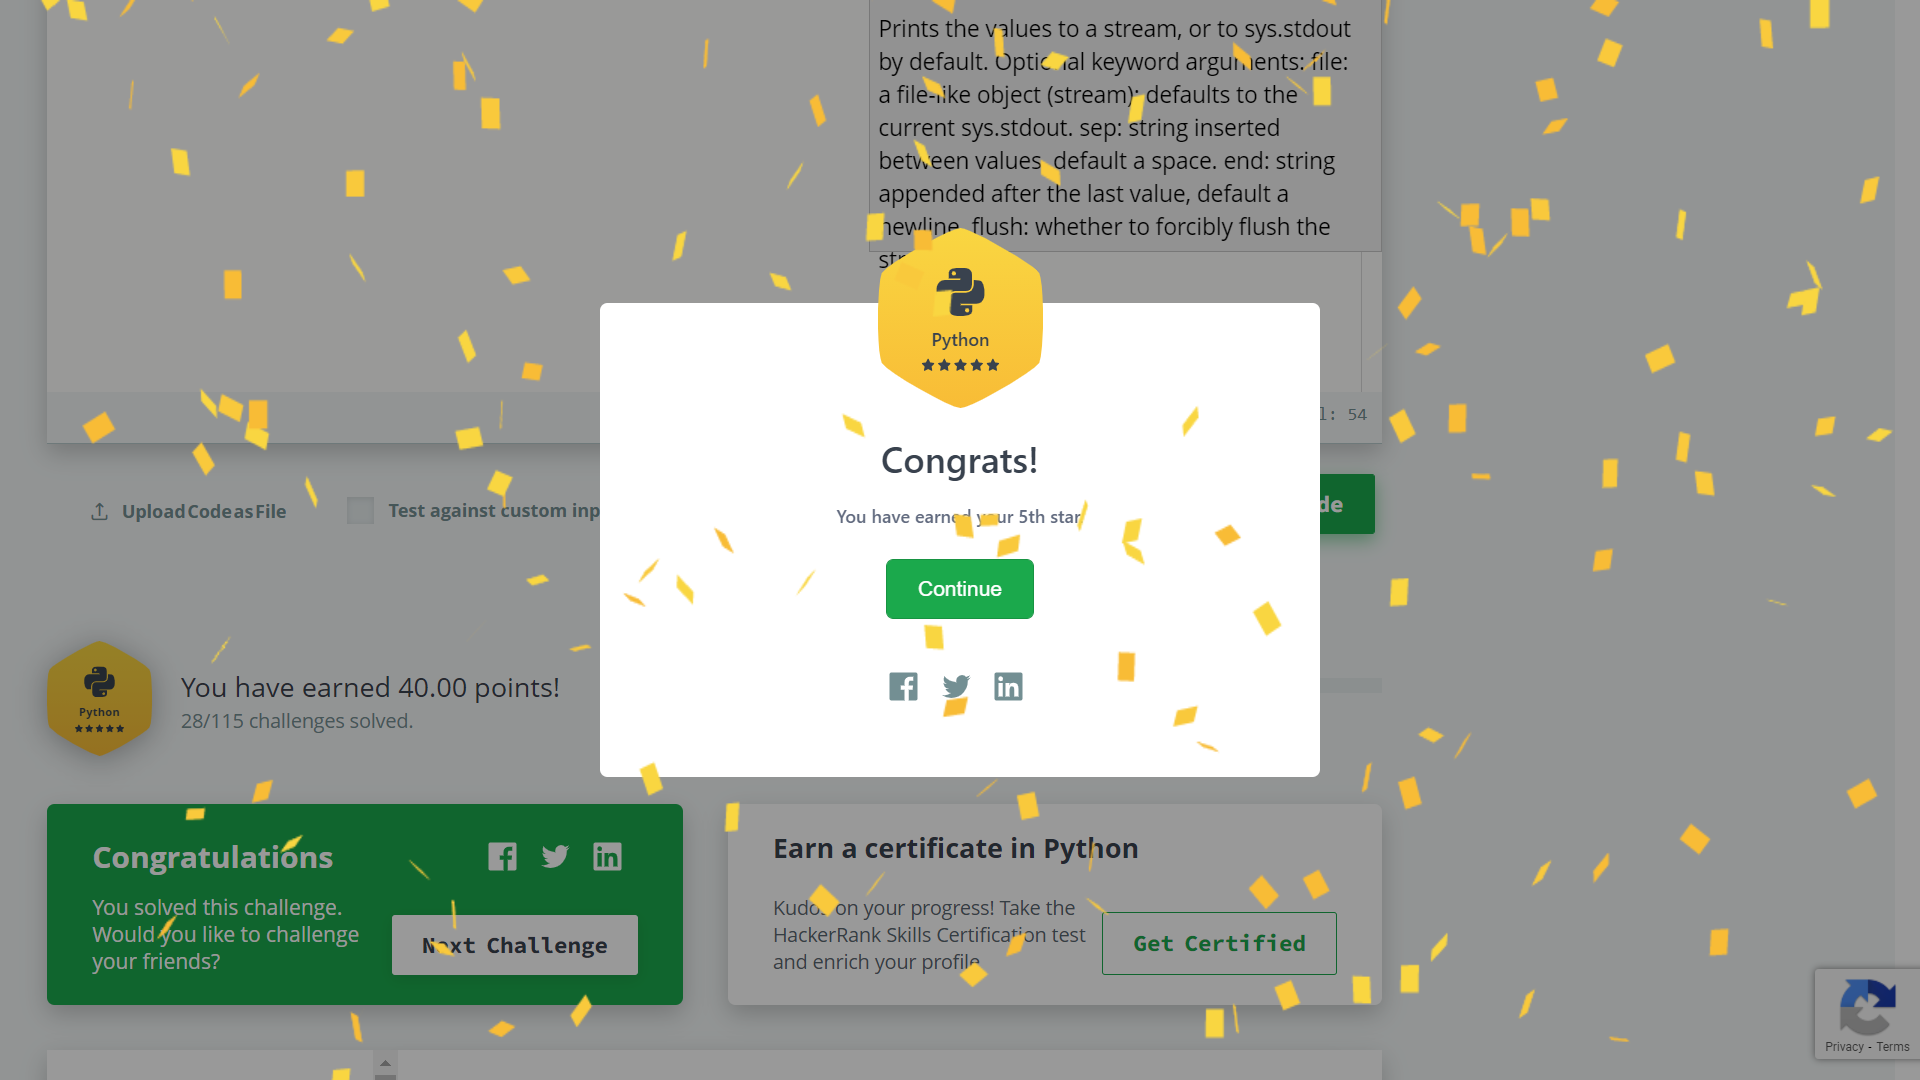 Prints the values to a stream, or to sys.stdout
by default. Optional keyword arguments: file:
a file-like object (stream); defaults to the
current sys.stdout. sep: string inserted
between values, default a space. end: string
appended after the last value, default a
newline. flush: whether to forcibly flush the
Python
Congrats!
You have earned your 5th star.
Continue
l: 54
Upload Code as File
Test against custom inp
de
Python
You have earned 40.00 points!
28/115 challenges solved.
Congratulations
You solved this challenge.
Would you like to challenge
your friends?
Next Challenge
Earn a certificate in Python
Kudos on your progress! Take the
HackerRank Skills Certification test
and enrich your profile.
Get Certified
Privacy - Terms